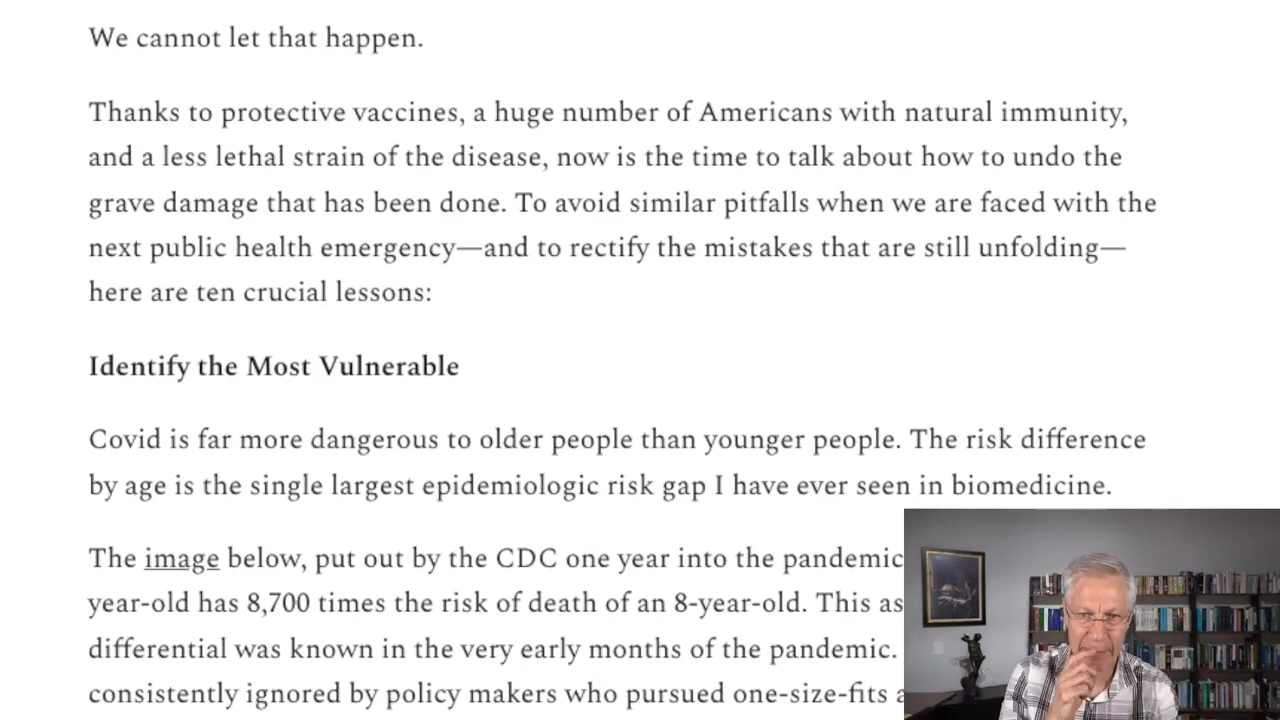 We cannot let that happen.
Thanks to protective vaccines, a huge number of Americans with natural immunity,
and a less lethal strain of the disease, now is the time to talk about how to undo the
grave damage that has been done. To avoid similar pitfalls when we are faced with the
next public health emergency—and to rectify the mistakes that are still unfolding—
here are ten crucial lessons:
Identify the Most Vulnerable
Covid is far more dangerous to older people than younger people. The risk difference
by age is the single largest epidemiologic risk gap I have ever seen in biomedicine.
The image below, put out by the CDC one year into the pandemic
year-old has 8,700 times the risk of death of an 8-year-old. This as
differential was known in the very early months of the pandemic.
consistently ignored by policy makers who pursued one-size-fits a